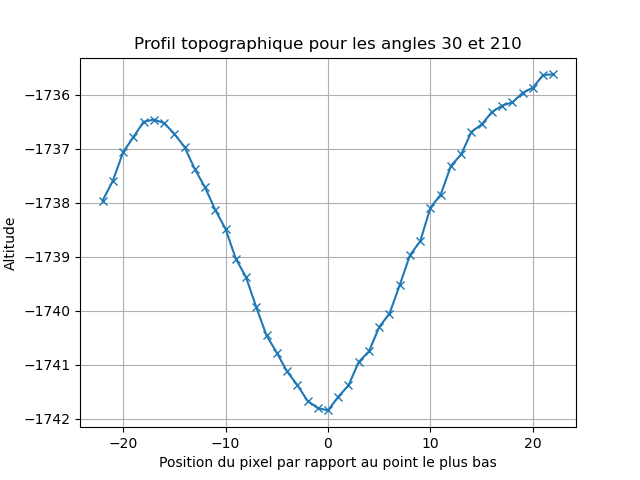 Profil topographique pour les angles 30 et 210
−1736
−1737
−1738
−1739
−1740
−1741
−1742
Altitude
−20 −10 0 10 20
Position du pixel par rapport au point le plus bas